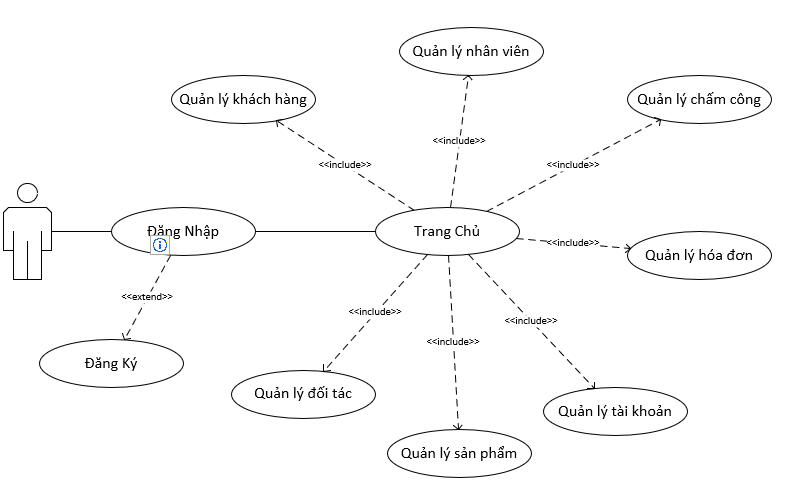 Quản lý nhân viên
Quản lý khách hàng
Quản lý chấm công
<<include>>
<<include>>
<<include>>
Đăng Nhập
Trang Chủ
<<include>>
Quản lý hóa đơn
<<extend>>
<<include>>
<<include>>
<<include>>
Đăng Ký
Quản lý đối tác
Quản lý tài khoản
Quản lý sản phẩm